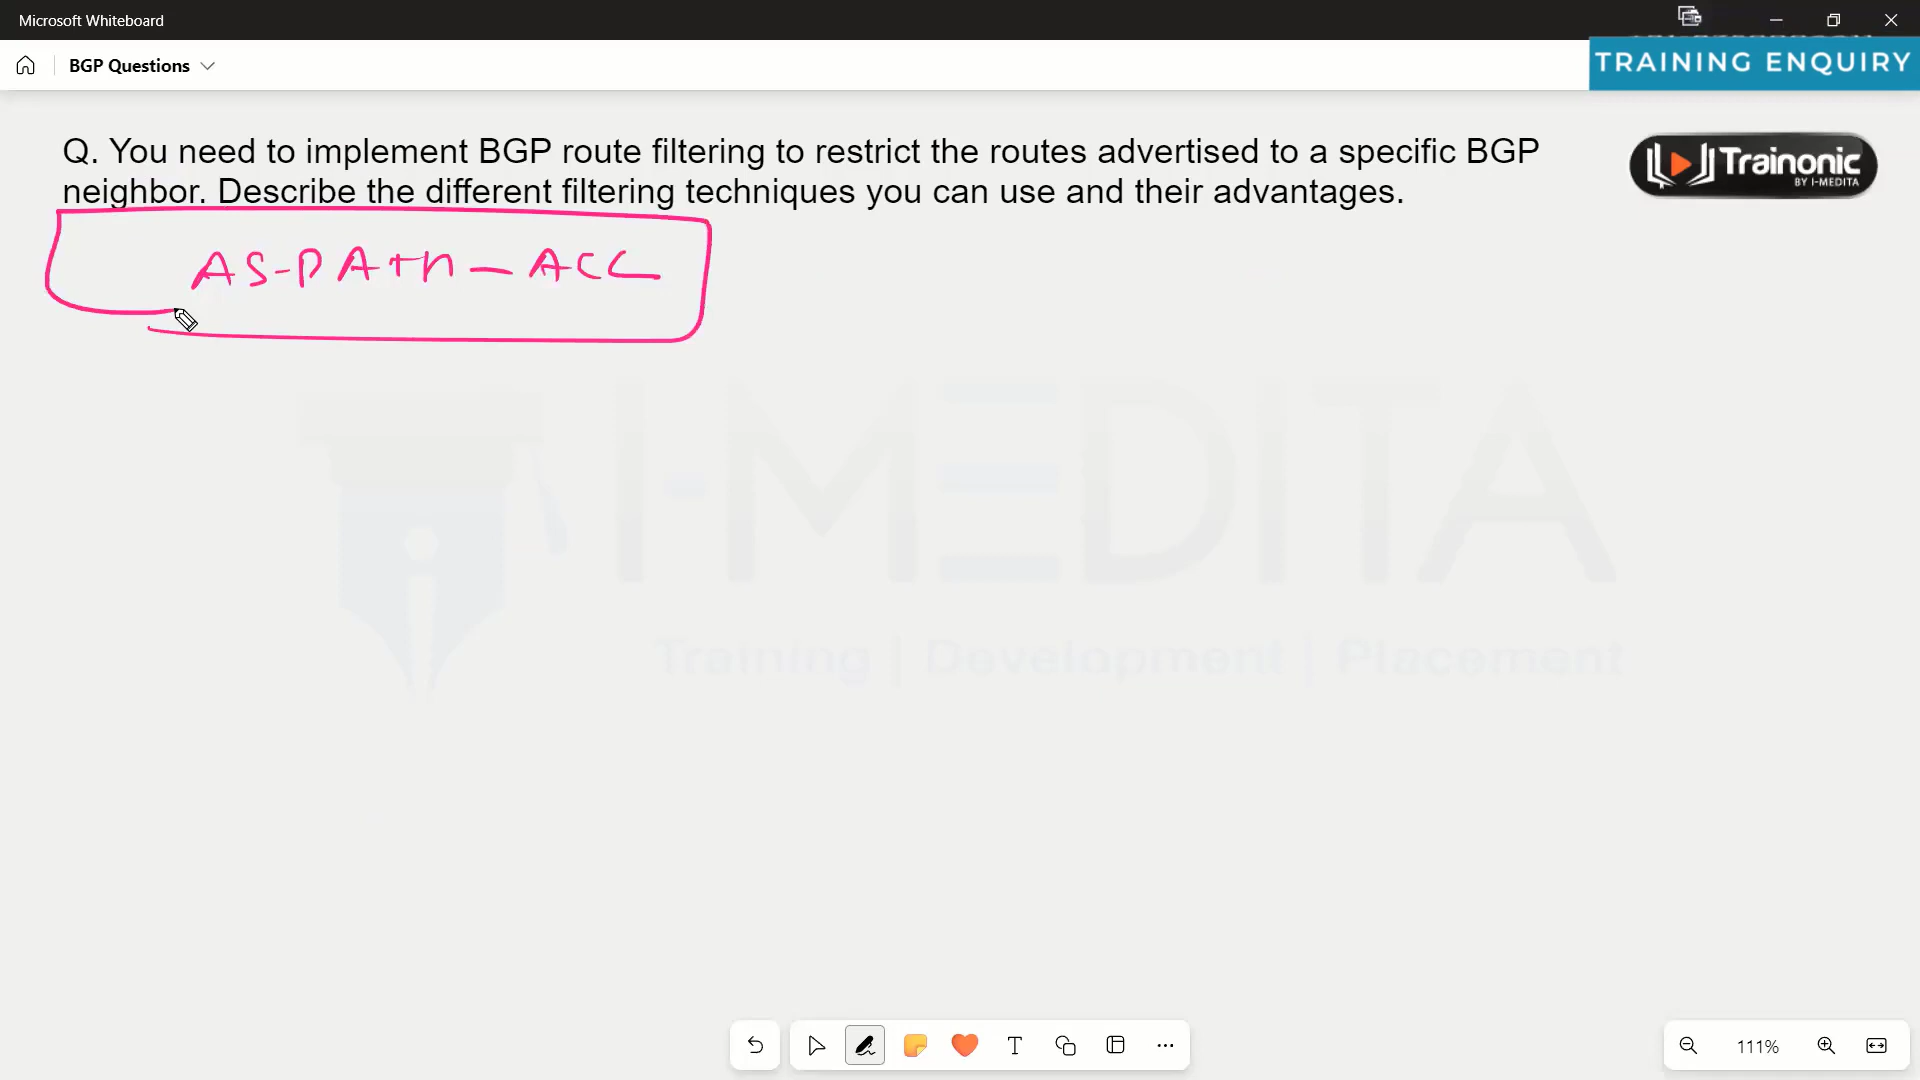 Microsoft Whiteboard
BGP Questions
TRAINING ENQUIRY
Q. You need to implement BGP route filtering to restrict the routes advertised to a specific BGP
neighbor. Describe the different filtering techniques you can use and their advantages.
Trainonic
BY I-MEDITA
AS-PATH-ACL
I-MEDITA
Training | Development | Placement
111%